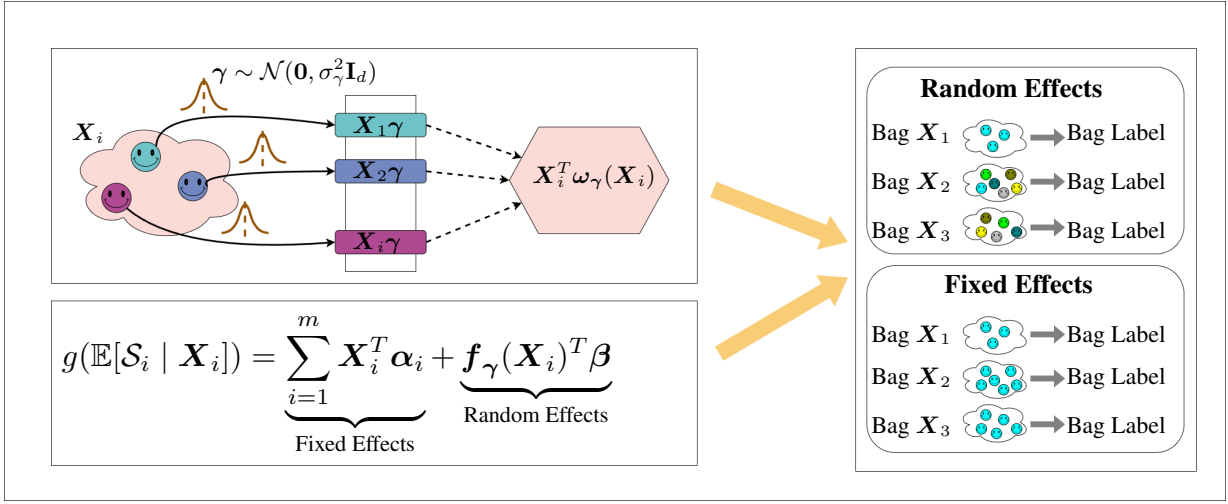 γ ∼ 𝒩(0, σ²_γ I_d)
X_i
X_1γ
X_2γ
X_iγ
X_i^T ω_γ(X_i)
g(𝔼[𝒮_i | X_i]) = ∑_{i=1}^{m} X_i^T α_i + f_γ(X_i)^T β
Fixed Effects
Random Effects
Random Effects
Bag X_1 Bag Label
Bag X_2 Bag Label
Bag X_3 Bag Label
Fixed Effects
Bag X_1 Bag Label
Bag X_2 Bag Label
Bag X_3 Bag Label